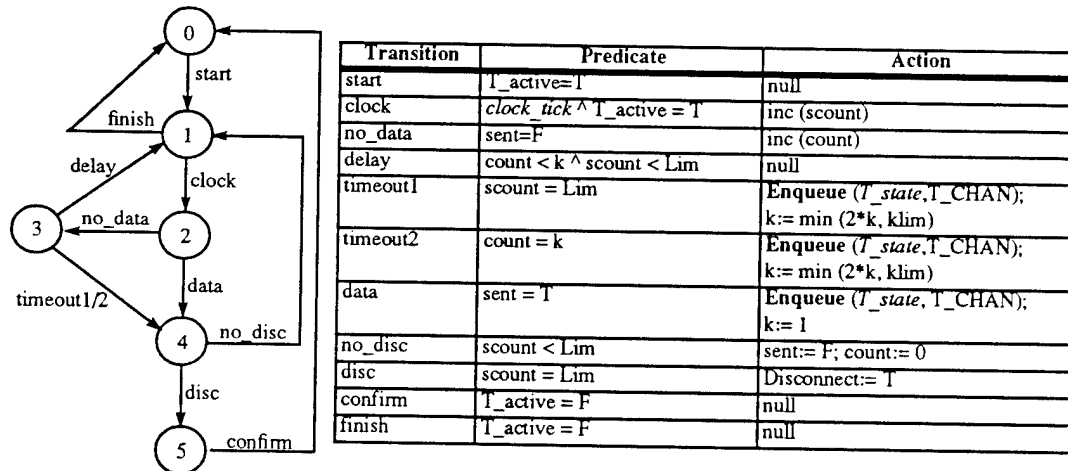 0
start
finish
1
delay
clock
3
no_data
2
data
timeout1/2
4
no_disc
disc
5
confirm
Transition Predicate Action
start T_active=T null
clock clock_tick ^ T_active = T inc (scount)
no_data sent=F inc (count)
delay count < k ^ scount < Lim null
timeout1 scount = Lim Enqueue (T_state,T_CHAN);
k:= min (2*k, klim)
timeout2 count = k Enqueue (T_state,T_CHAN);
k:= min (2*k, klim)
data sent = T Enqueue (T_state, T_CHAN);
k:= 1
no_disc scount < Lim sent:= F; count:= 0
disc scount = Lim Disconnect:= T
confirm T_active = F null
finish T_active = F null